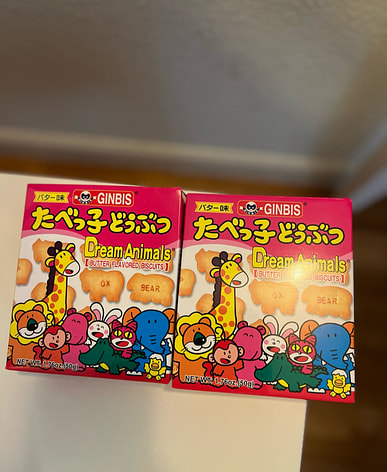 バター味 GINBIS®
たべっ子どうぶつ
Dream Animals
【BUTTER FLAVORED BISCUITS】
OX
BEAR
NET WT. 1.76oz.(50g)
バター味 GINBIS®
たべっ子どうぶつ
Dream Animals
【BUTTER FLAVORED BISCUITS】
OX
BEAR
NET WT. 1.76oz.(50g)